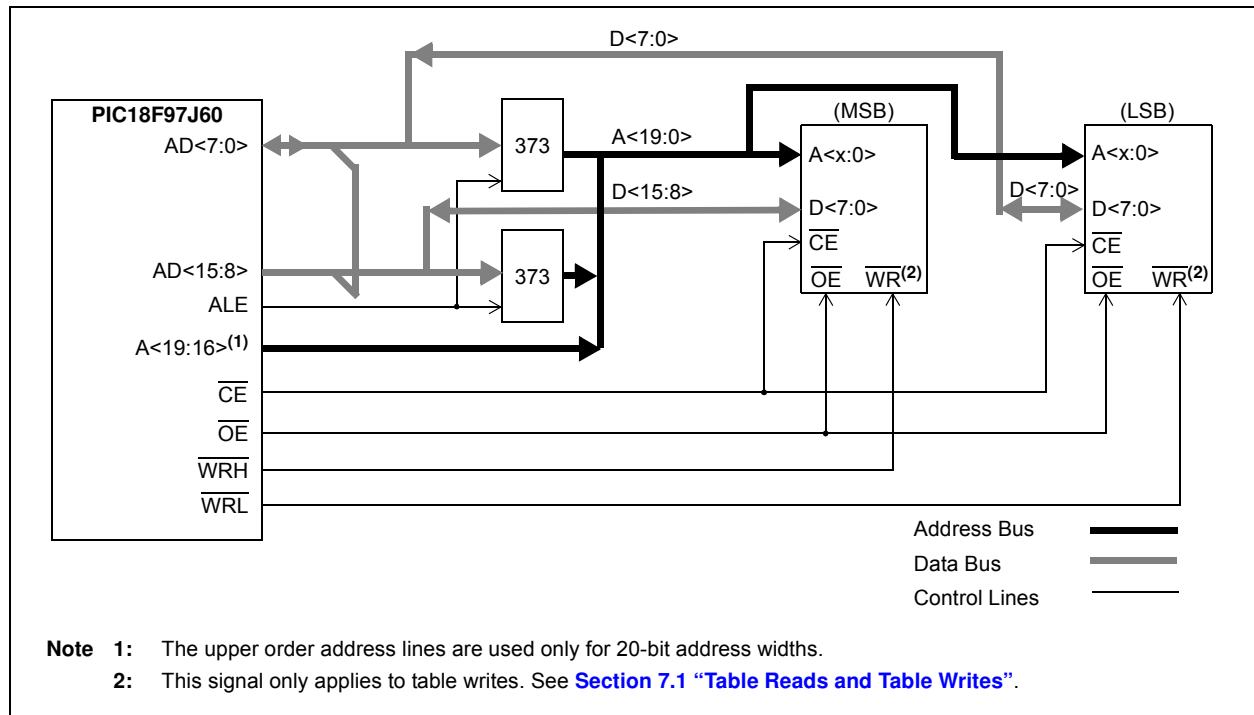 D<7:0>
PIC18F97J60
(MSB)
(LSB)
AD<7:0>
373
A<19:0>
A<x:0>
A<x:0>
D<15:8>
D<7:0>
D<7:0>
D<7:0>
CE
CE
AD<15:8>
373
OE
WR(2)
OE
WR(2)
ALE
A<19:16>(1)
CE
OE
WRH
WRL
Address Bus
Data Bus
Control Lines
Note 1: The upper order address lines are used only for 20-bit address widths.
2: This signal only applies to table writes. See Section 7.1 “Table Reads and Table Writes”.